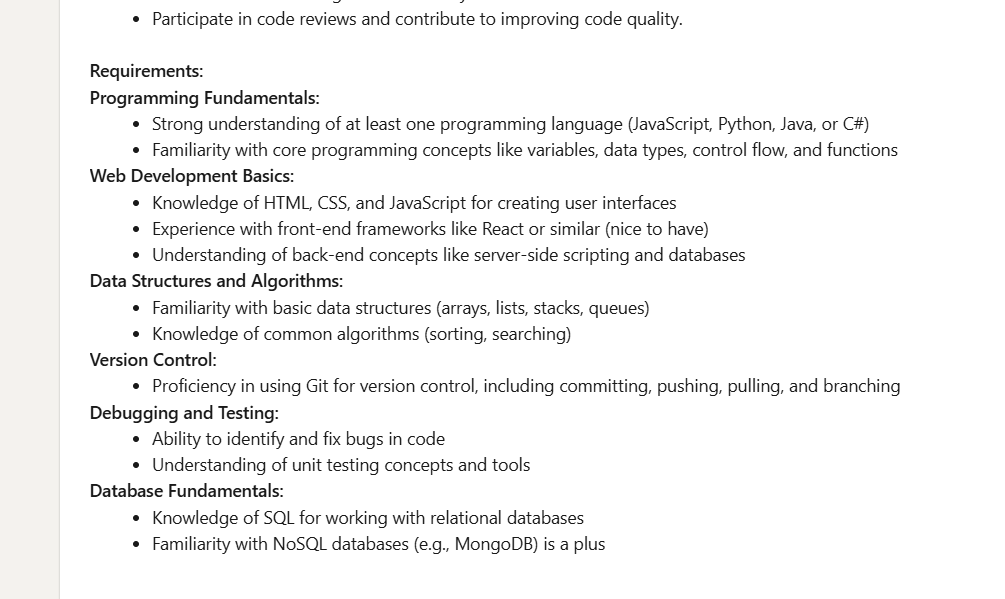 Participate in code reviews and contribute to improving code quality.
Requirements:
Programming Fundamentals:
Strong understanding of at least one programming language (JavaScript, Python, Java, or C#)
Familiarity with core programming concepts like variables, data types, control flow, and functions
Web Development Basics:
Knowledge of HTML, CSS, and JavaScript for creating user interfaces
Experience with front-end frameworks like React or similar (nice to have)
Understanding of back-end concepts like server-side scripting and databases
Data Structures and Algorithms:
Familiarity with basic data structures (arrays, lists, stacks, queues)
Knowledge of common algorithms (sorting, searching)
Version Control:
Proficiency in using Git for version control, including committing, pushing, pulling, and branching
Debugging and Testing:
Ability to identify and fix bugs in code
Understanding of unit testing concepts and tools
Database Fundamentals:
Knowledge of SQL for working with relational databases
Familiarity with NoSQL databases (e.g., MongoDB) is a plus